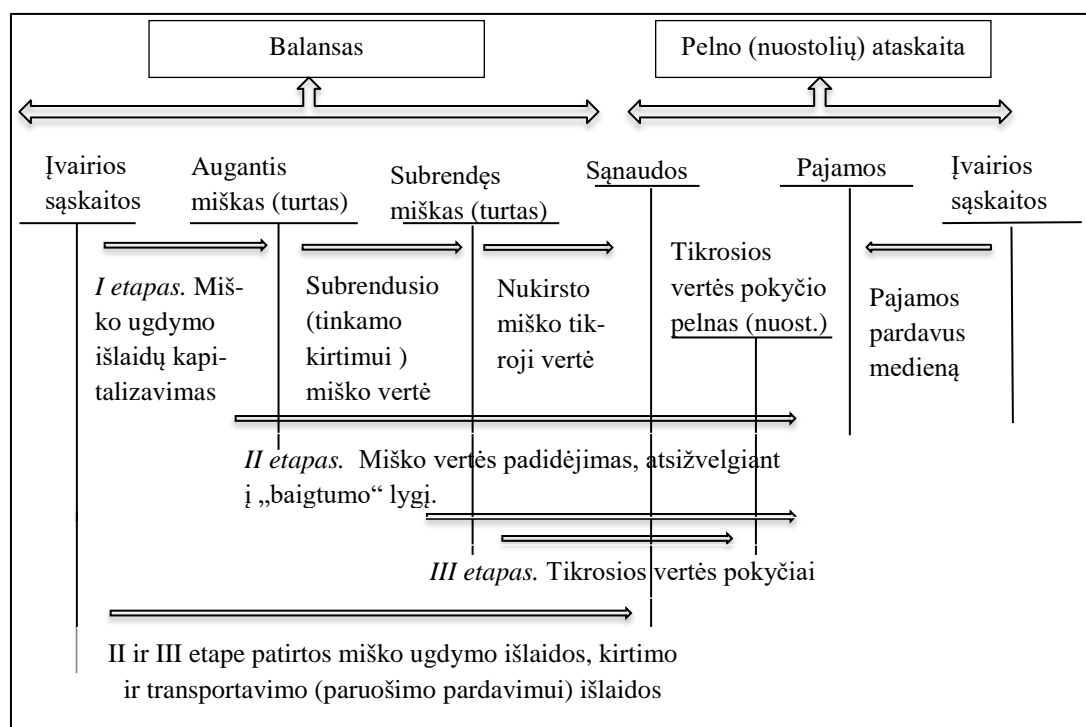 Balansas
Pelno (nuostolių) ataskaita
Įvairios
sąskaitos
Augantis
miškas (turtas)
Subrendęs
miškas (turtas)
Sąnaudos
Pajamos
Įvairios
sąskaitos
I etapas. Miš-
ko ugdymo
išlaidų kapi-
talizavimas
Subrendusio
(tinkamo
kirtimui )
miško vertė
Nukirsto
miško tik-
roji vertė
Tikrosios
vertės pokyčio
pelnas (nuost.)
Pajamos
pardavus
medieną
II etapas. Miško vertės padidėjimas, atsižvelgiant
į „baigtumo“ lygį.
III etapas. Tikrosios vertės pokyčiai
II ir III etape patirtos miško ugdymo išlaidos, kirtimo
ir transportavimo (paruošimo pardavimui) išlaidos